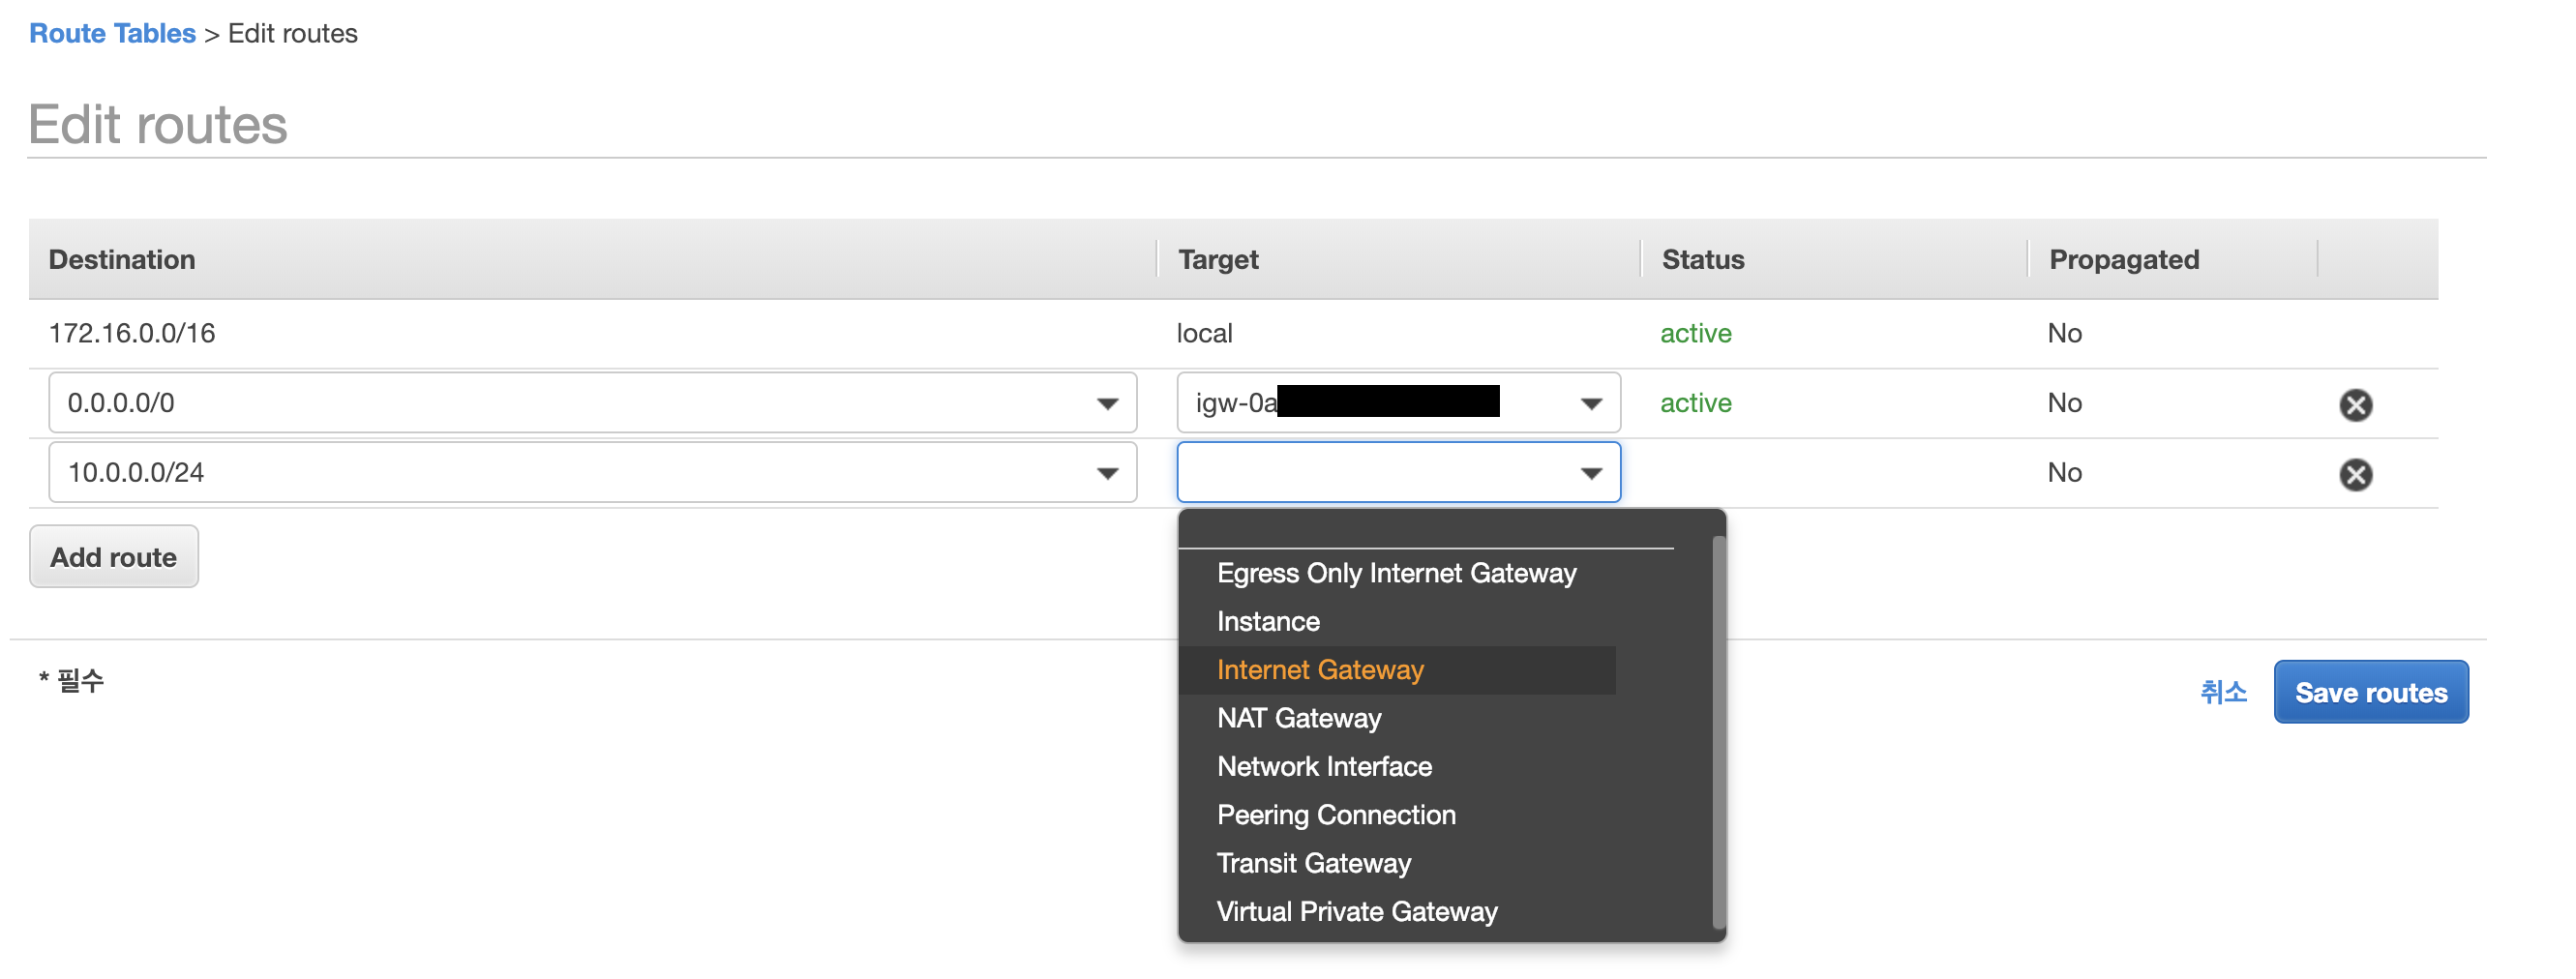 Route Tables > Edit routes
Edit routes
Destination Target Status Propagated
172.16.0.0/16 local active No
0.0.0.0/0 igw-0a active No
10.0.0.0/24 No
Add route
Egress Only Internet Gateway
Instance
Internet Gateway
NAT Gateway
Network Interface
Peering Connection
Transit Gateway
Virtual Private Gateway
* 필수
취소 Save routes